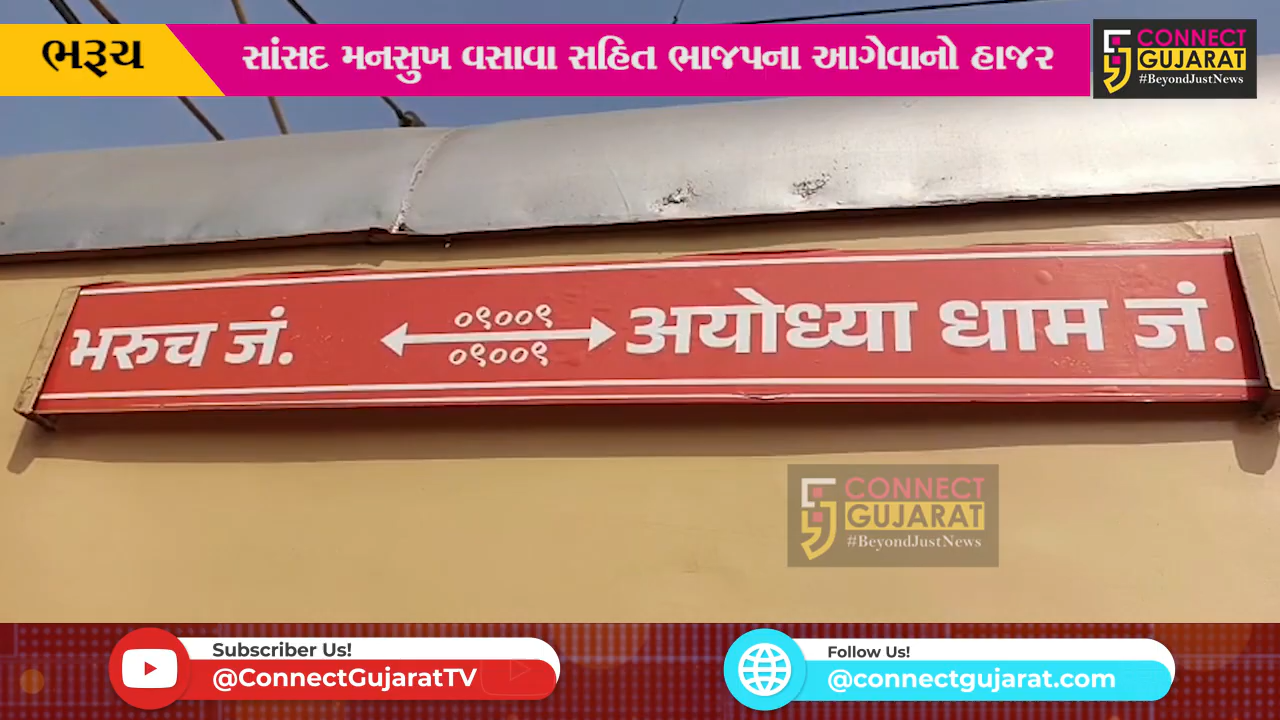 ભરૂચ
સાંસદ મનસુખ વસાવા સહિત ભાજપના આગેવાનો હાજર
CONNECT
GUJARAT
#BeyondJustNews
भरुच जं.
०९००९
०९००९
अयोध्या धाम जं.
CONNECT
GUJARAT
#BeyondJustNews
Subscriber Us!
@ConnectGujaratTV
Follow Us!
@connectgujarat.com